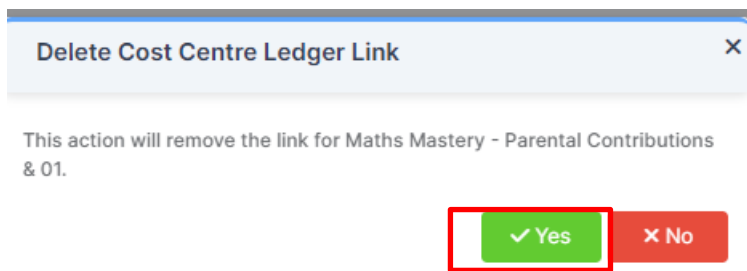 Delete Cost Centre Ledger Link
This action will remove the link for Maths Mastery - Parental Contributions
& 01.
Yes
No